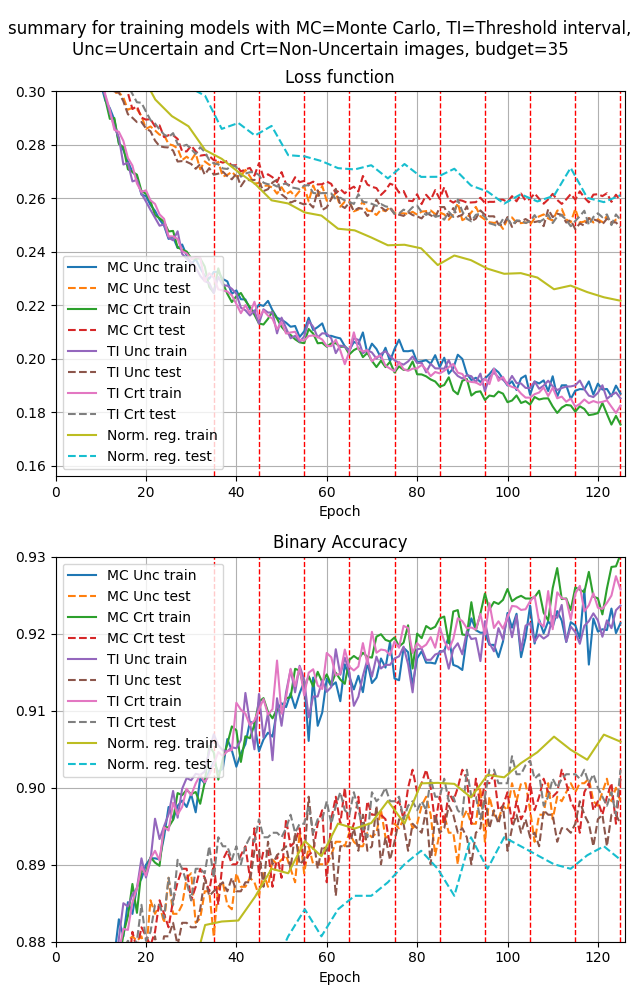 summary for training models with MC=Monte Carlo, TI=Threshold interval,
Unc=Uncertain and Crt=Non-Uncertain images, budget=35
Loss function
0.30
0.28
0.26
0.24
0.22
0.20
0.18
0.16
MC Unc train
MC Unc test
MC Crt train
MC Crt test
TI Unc train
TI Unc test
TI Crt train
TI Crt test
Norm. reg. train
Norm. reg. test
0 20 40 60 80 100 120
Epoch
Binary Accuracy
0.93
0.92
0.91
0.90
0.89
0.88
MC Unc train
MC Unc test
MC Crt train
MC Crt test
TI Unc train
TI Unc test
TI Crt train
TI Crt test
Norm. reg. train
Norm. reg. test
0 20 40 60 80 100 120
Epoch